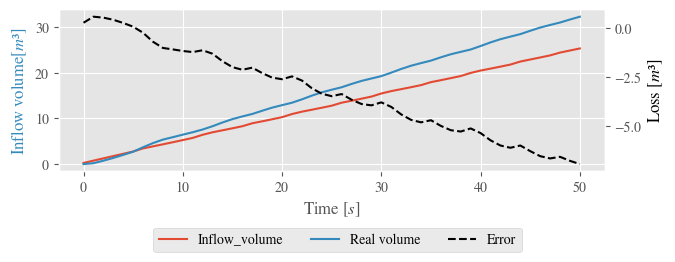 Inflow volume[m³]
30
20
10
0
0.0
−2.5
−5.0
Loss [m³]
0 10 20 30 40 50
Time [s]
Inflow_volume Real volume Error